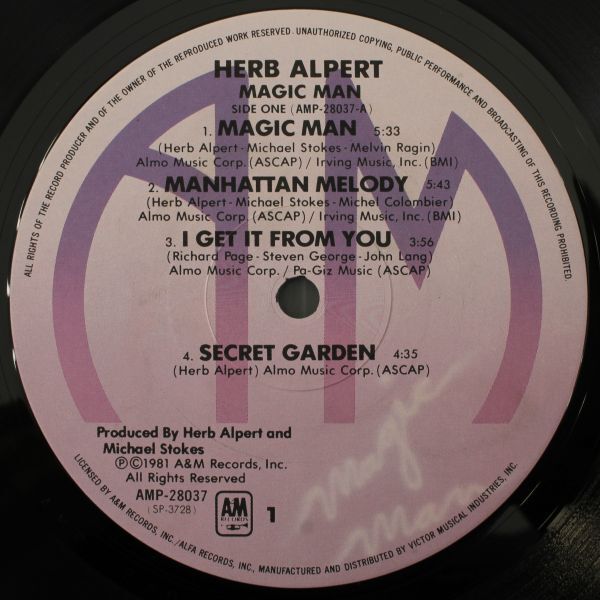 ALL RIGHTS OF THE RECORD PRODUCER AND OF THE OWNER OF THE REPRODUCED WORK RESERVED. UNAUTHORIZED COPYING, PUBLIC PERFORMANCE AND BROADCASTING OF THIS RECORDING PROHIBITED.
HERB ALPERT
MAGIC MAN
SIDE ONE (AMP-28037-A)
1. MAGIC MAN 5:33
(Herb Alpert - Michael Stokes - Melvin Ragin)
Almo Music Corp. (ASCAP) / Irving Music, Inc. (BMI)
2. MANHATTAN MELODY 5:43
(Herb Alpert - Michael Stokes - Michel Colombier)
Almo Music Corp. (ASCAP) / Irving Music, Inc. (BMI)
3. I GET IT FROM YOU 3:56
(Richard Page - Steven George - John Lang)
Almo Music Corp. / Pa-Giz Music (ASCAP)
4. SECRET GARDEN 4:35
(Herb Alpert) Almo Music Corp. (ASCAP)
Produced By Herb Alpert and
Michael Stokes
Ⓟ©1981 A&M Records, Inc.
All Rights Reserved
AMP-28037
(SP-3728)
A&M
RECORDS
1
Magic
Man
LICENSED BY A&M RECORDS, INC./ALFA RECORDS, INC., MANUFACTURED AND DISTRIBUTED BY VICTOR MUSICAL INDUSTRIES, INC.